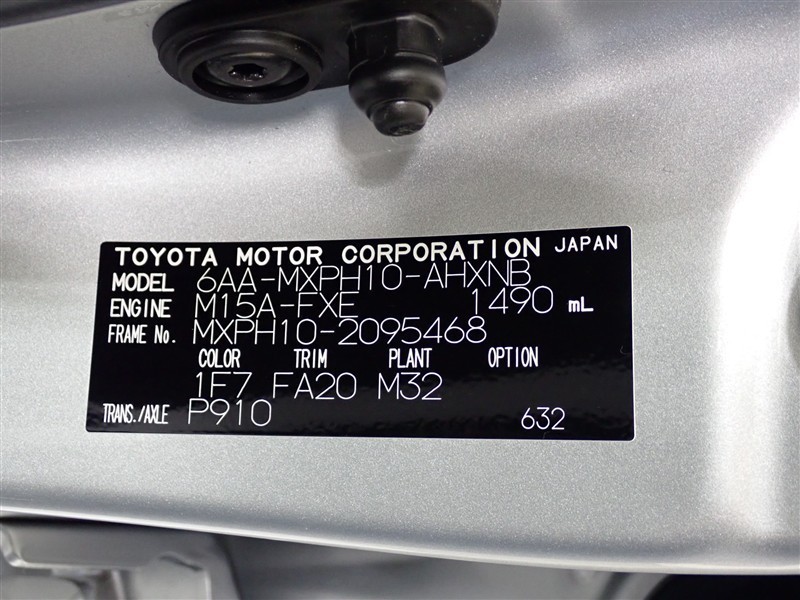 TOYOTA MOTOR CORPORATION JAPAN
MODEL 6AA-MXPH10-AHXNB
ENGINE M15A-FXE 1490 mL
FRAME No. MXPH10-2095468
COLOR TRIM PLANT OPTION
1F7 FA20 M32
TRANS./AXLE P910 632